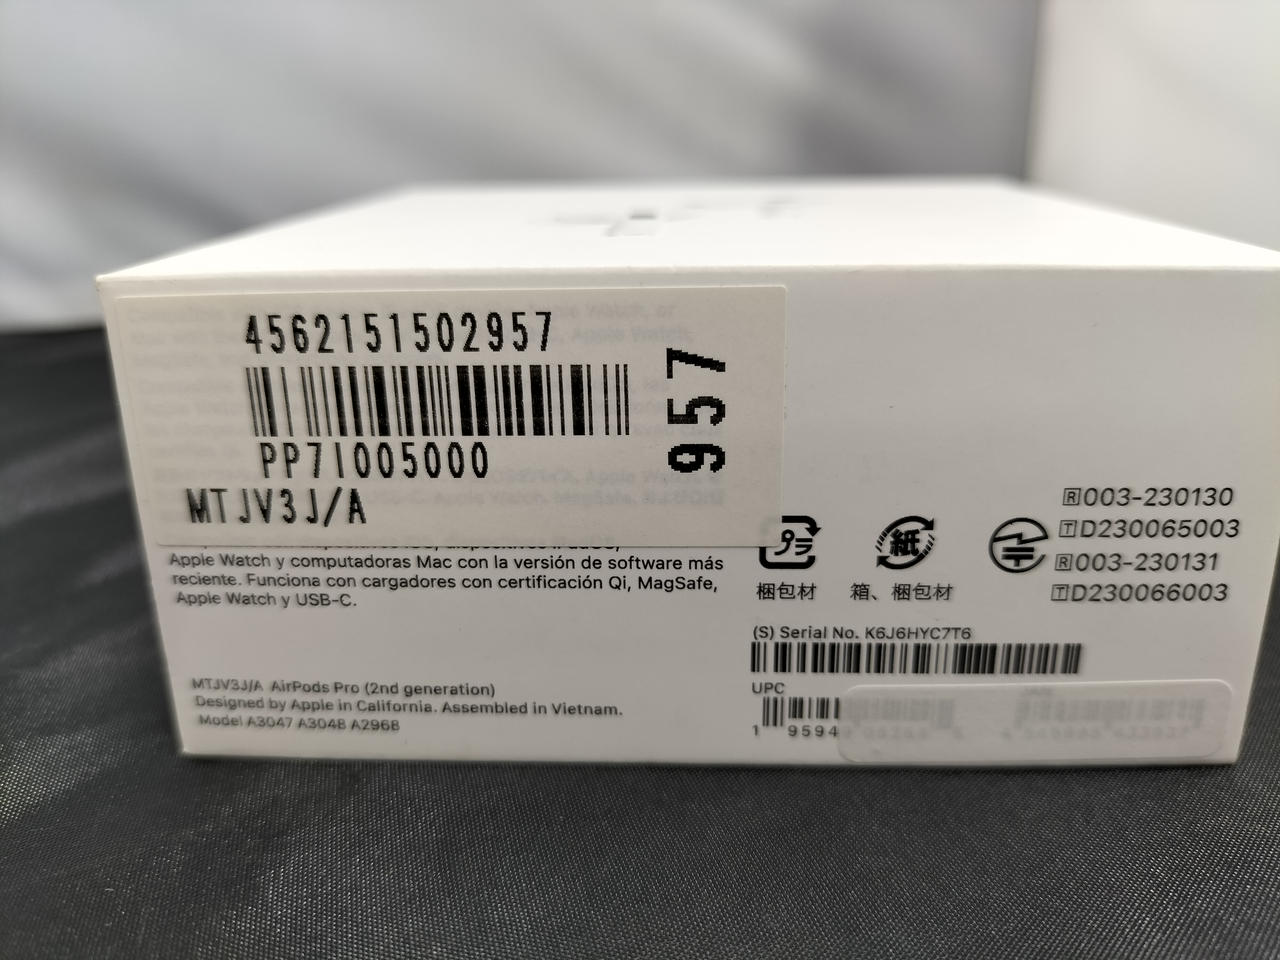 4562151502957
957
PP7I005000
MTJV3J/A
Apple Watch y computadoras Mac con la versión de software más
reciente. Funciona con cargadores con certificación Qi, MagSafe,
Apple Watch y USB-C.
MTJV3J/A AirPods Pro (2nd generation)
Designed by Apple in California. Assembled in Vietnam.
Model A3047 A3048 A2968
プラ
梱包材
紙
箱、梱包材
R003-230130
TD230065003
R003-230131
TD230066003
(S) Serial No. K6J6HYC7T6
UPC
1 9594